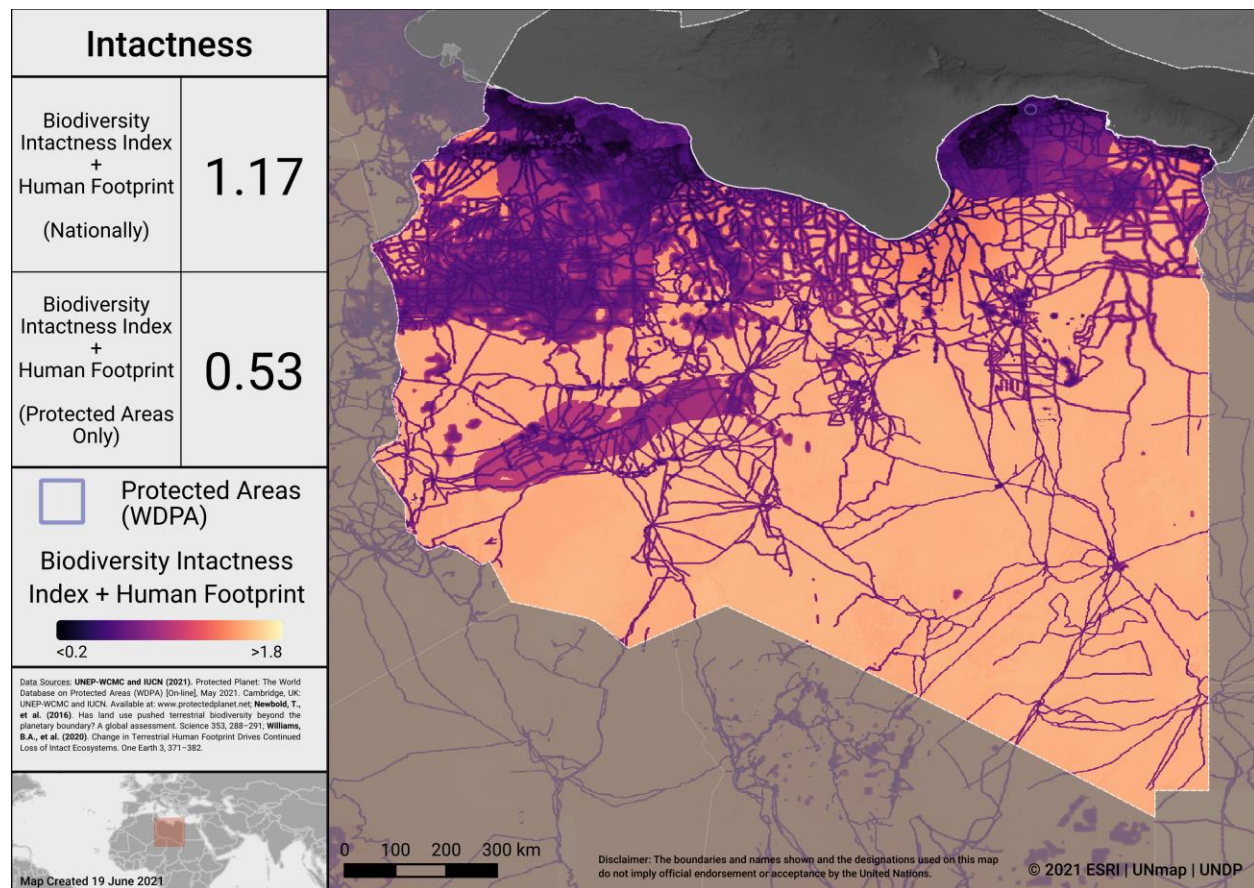 Intactness
Biodiversity
Intactness Index
+
Human Footprint
(Nationally)
1.17
Biodiversity
Intactness Index
+
Human Footprint
(Protected Areas
Only)
0.53
Protected Areas
(WDPA)
Biodiversity Intactness
Index + Human Footprint
<0.2 >1.8
Data Sources: UNEP-WCMC and IUCN (2021). Protected Planet: The World
Database on Protected Areas (WDPA) [On-line], May 2021. Cambridge, UK:
UNEP-WCMC and IUCN. Available at: www.protectedplanet.net; Newbold, T.,
et al. (2016). Has land use pushed terrestrial biodiversity beyond the
planetary boundary? A global assessment. Science 353, 288–291; Williams,
B.A., et al. (2020). Change in Terrestrial Human Footprint Drives Continued
Loss of Intact Ecosystems. One Earth 3, 371–382.
Map Created 19 June 2021
0 100 200 300 km
Disclaimer: The boundaries and names shown and the designations used on this map
do not imply official endorsement or acceptance by the United Nations.
© 2021 ESRI | UNmap | UNDP